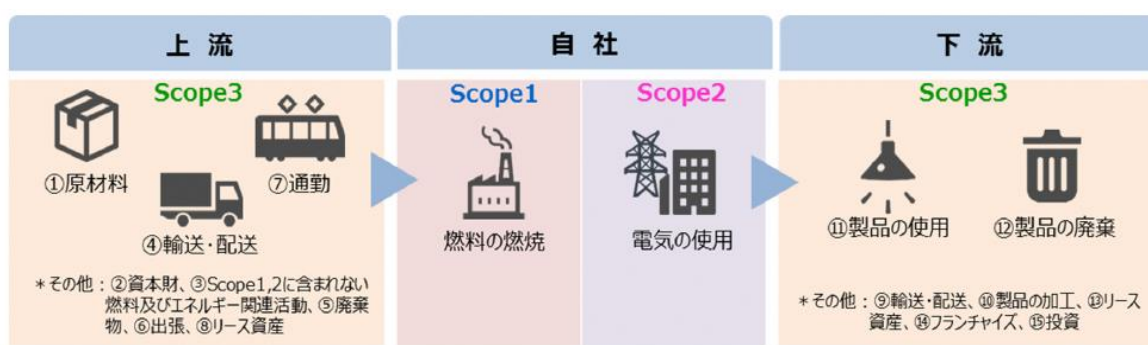 上 流
自 社
下 流
Scope3
Scope1
Scope2
Scope3
①原材料
⑦通勤
④輸送・配送
燃料の燃焼
電気の使用
⑪製品の使用
⑫製品の廃棄
*その他：②資本財、③Scope1,2に含まれない
燃料及びエネルギー関連活動、⑤廃棄
物、⑥出張、⑧リース資産
*その他：⑨輸送・配送、⑩製品の加工、⑬リース
資産、⑭フランチャイズ、⑮投資